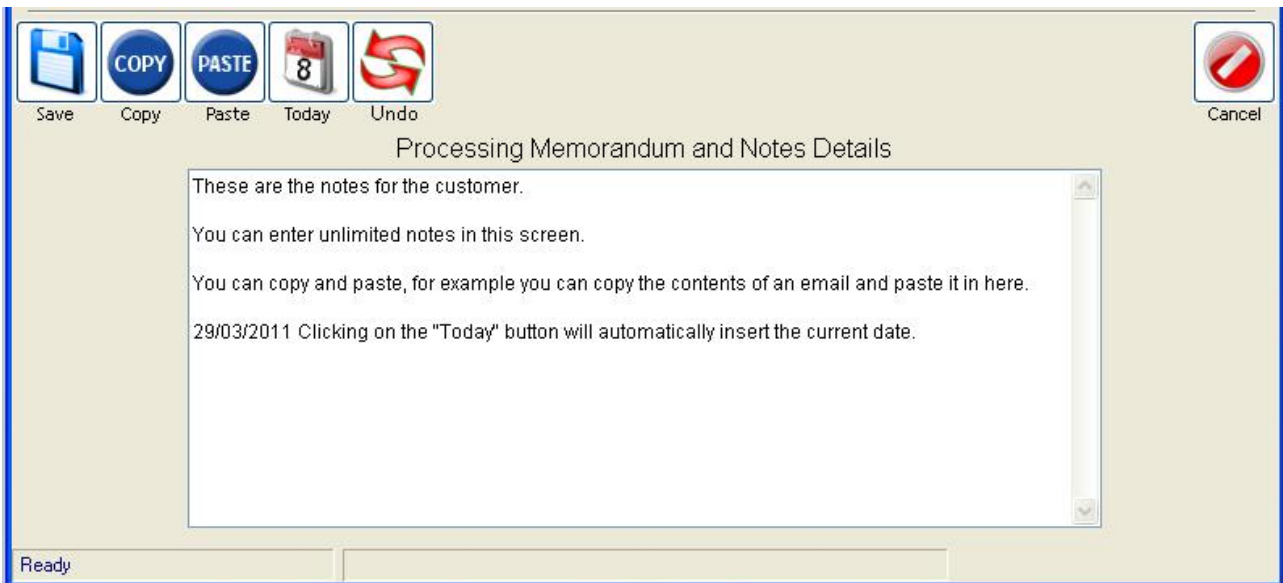 COPY
PASTE
8
Save
Copy
Paste
Today
Undo
Cancel
Processing Memorandum and Notes Details
These are the notes for the customer.
You can enter unlimited notes in this screen.
You can copy and paste, for example you can copy the contents of an email and paste it in here.
29/03/2011 Clicking on the "Today" button will automatically insert the current date.
Ready